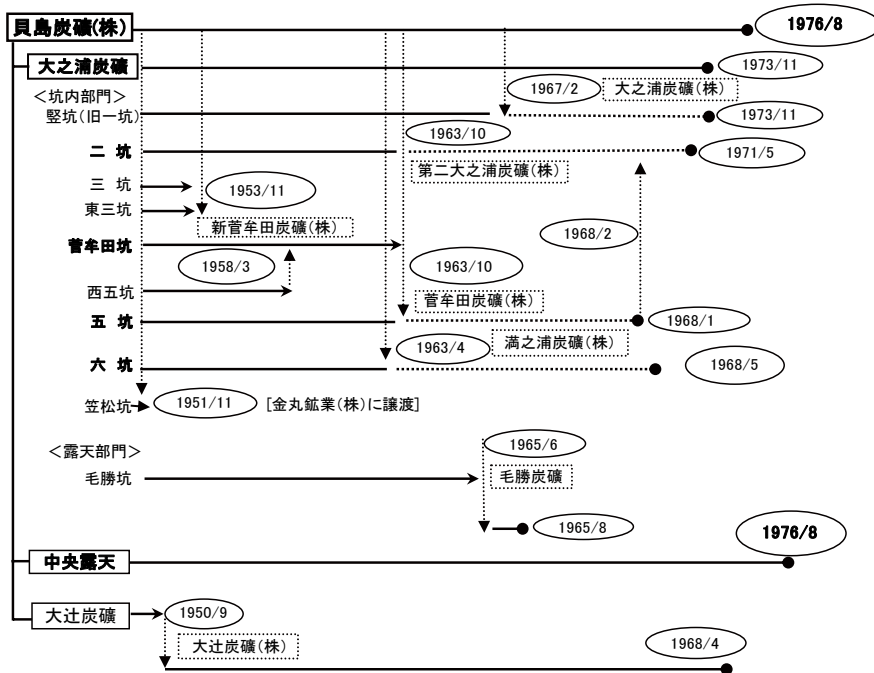 貝島炭礦(株)
1976/8
大之浦炭礦
1973/11
<坑内部門>
1967/2 大之浦炭礦(株)
竪坑(旧一坑)
1973/11
1963/10
二 坑
1971/5
第二大之浦炭礦(株)
三 坑
1953/11
東三坑
新菅牟田炭礦(株)
1968/2
菅牟田坑
1958/3
1963/10
西五坑
菅牟田炭礦(株)
五 坑
1968/1
1963/4
満之浦炭礦(株)
六 坑
1968/5
笠松坑
1951/11
[金丸鉱業(株)に譲渡]
1965/6
<露天部門>
毛勝坑
毛勝炭礦
1965/8
1976/8
中央露天
大辻炭礦
1950/9
大辻炭礦(株)
1968/4